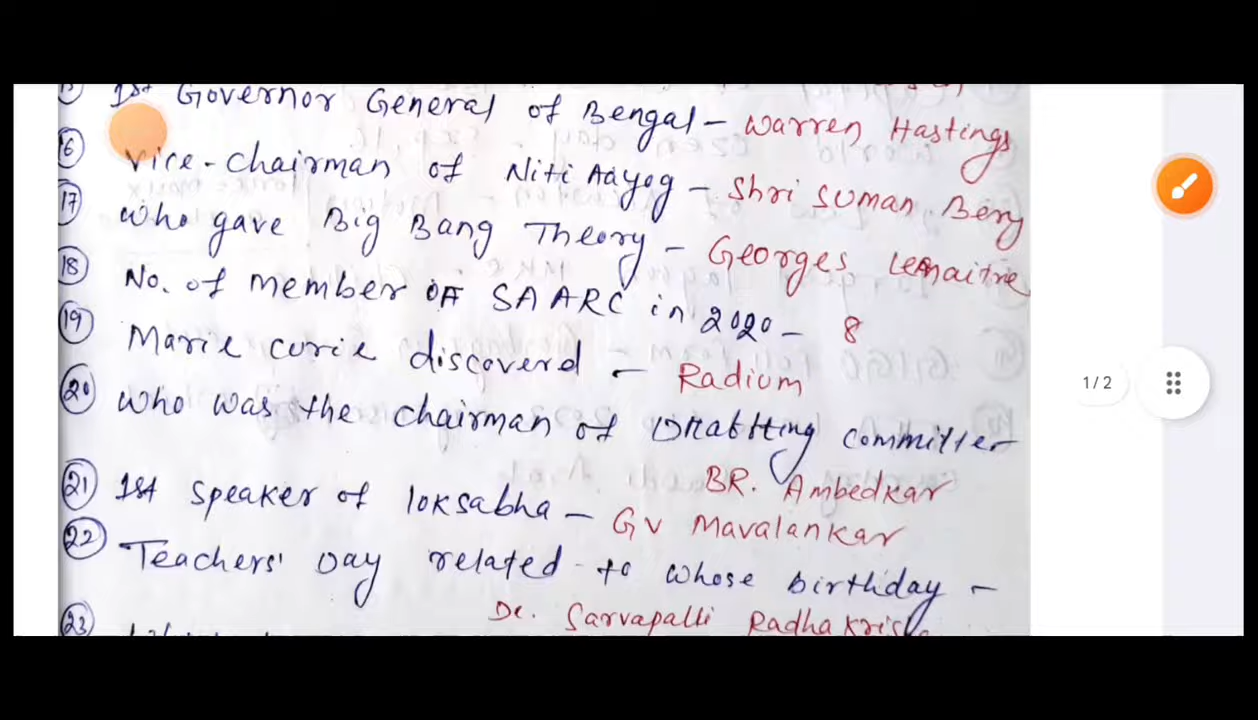 1st Governor General of Bengal - Warren Hastings
16 Vice-chairman of Niti Aayog - Shri Suman Bery
17 Who gave Big Bang Theory - Georges Lemaitre
18 No. of member of SAARC in 2020 - 8
19 Marie curie discoverd - Radium
1/2
20 Who was the chairman of Drafting committee -
BR. Ambedkar
21 1st speaker of loksabha - GV Mavalankar
22 Teachers' Day related to whose birthday -
Dr. Sarvapalli
23